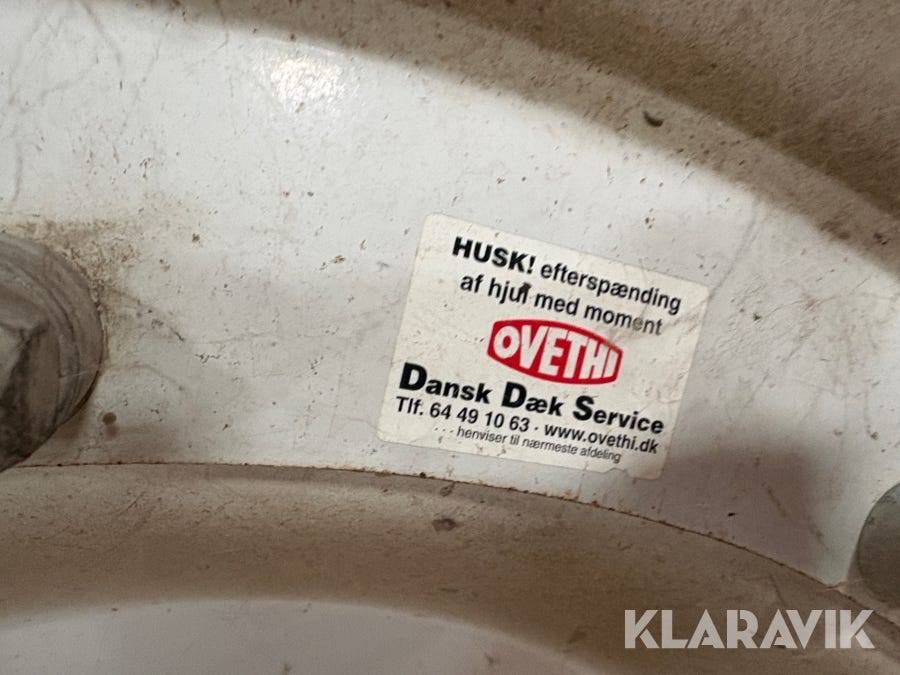 HUSK! efterspænding
af hjul med moment
OVETHI
Dansk Dæk Service
Tlf. 64 49 10 63 · www.ovethi.dk
... henviser til nærmeste afdeling
KLARAVIK